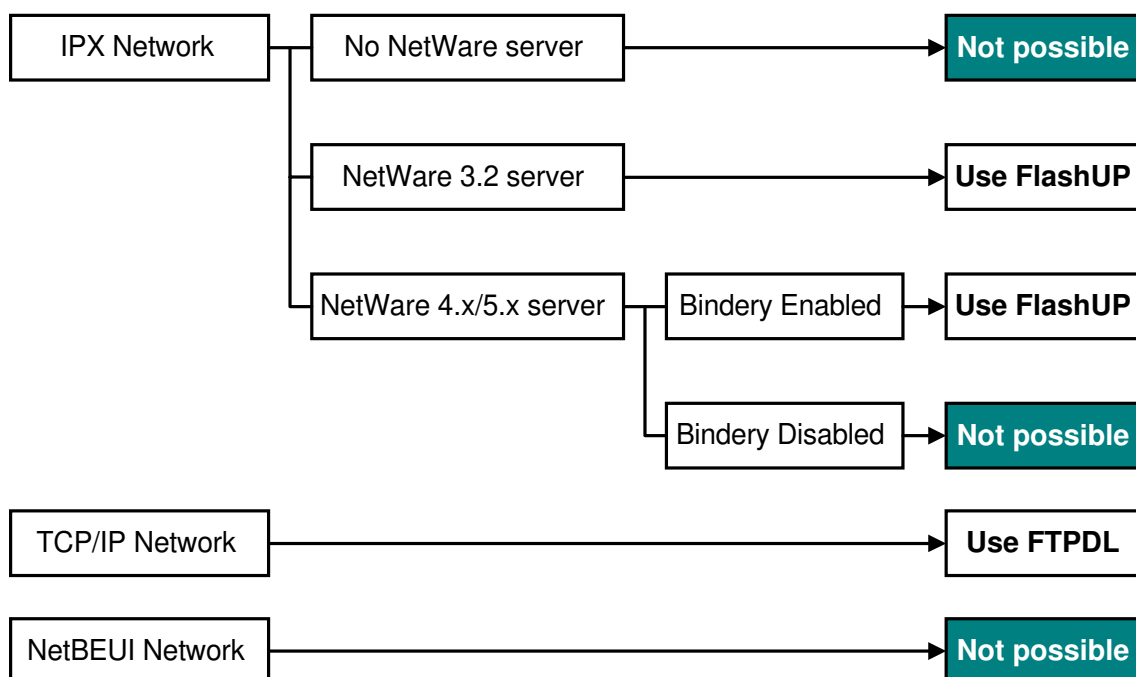 IPX Network
No NetWare server
Not possible
NetWare 3.2 server
Use FlashUP
NetWare 4.x/5.x server
Bindery Enabled
Use FlashUP
Bindery Disabled
Not possible
TCP/IP Network
Use FTPDL
NetBEUI Network
Not possible